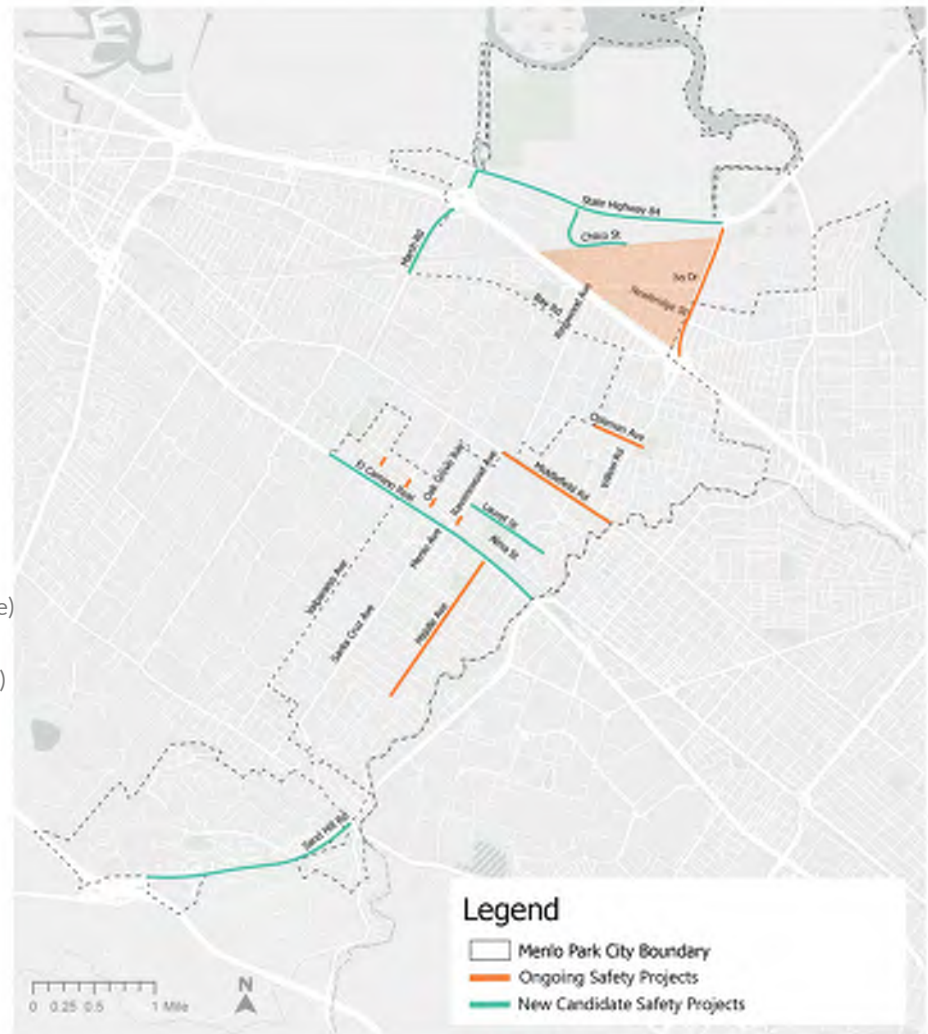 State Highway 84
Chilco St
Marsh Rd
Ivy Dr
Newbridge St
Bay Rd
Ringwood Ave
Coleman Ave
Willow Rd
Middlefield Rd
El Camino Real
Oak Grove Ave
Ravenswood Ave
Laurel St
Alma St
Menlo Ave
Valparaiso Ave
Santa Cruz Ave
Middle Ave
e)
)
Sand Hill Rd
Legend
Menlo Park City Boundary
Ongoing Safety Projects
New Candidate Safety Projects
0 0.25 0.5 1 Mile
N